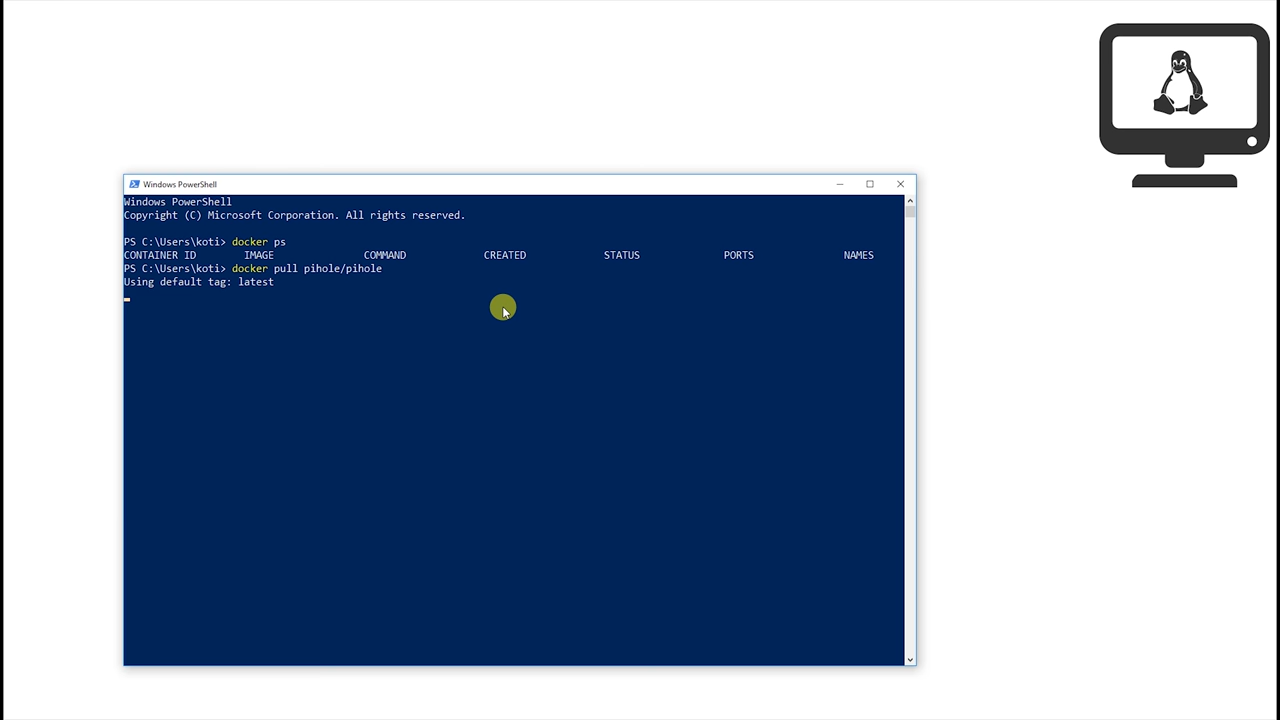 Windows PowerShell
Windows PowerShell
Copyright (C) Microsoft Corporation. All rights reserved.
PS C:\Users\koti> docker ps
CONTAINER ID IMAGE COMMAND CREATED STATUS PORTS NAMES
PS C:\Users\koti> docker pull pihole/pihole
Using default tag: latest